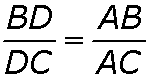 BD/DC = AB/AC